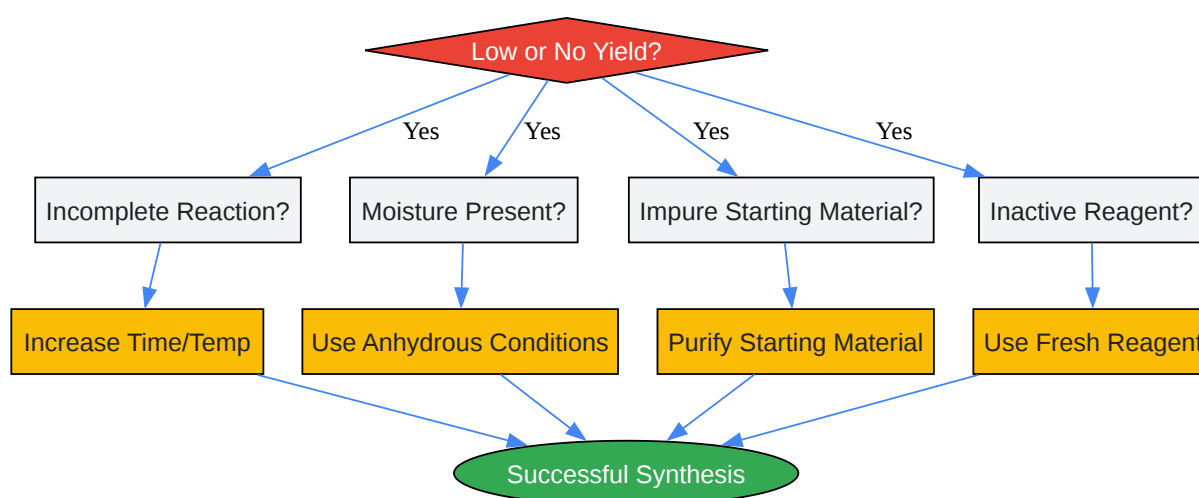 Low or No Yield?
Yes
Yes
Yes
Yes
Incomplete Reaction?
Moisture Present?
Impure Starting Material?
Inactive Reagent?
Increase Time/Temp
Use Anhydrous Conditions
Purify Starting Material
Use Fresh Reagent
Successful Synthesis